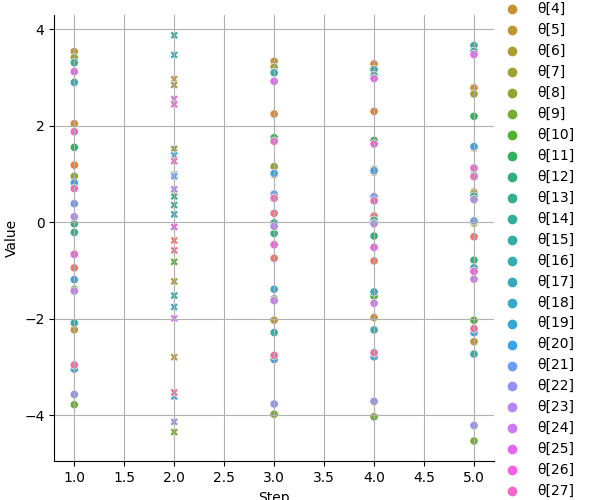 4
2
0
−2
−4
Value
1.0 1.5 2.0 2.5 3.0 3.5 4.0 4.5 5.0
Step
θ[4]
θ[5]
θ[6]
θ[7]
θ[8]
θ[9]
θ[10]
θ[11]
θ[12]
θ[13]
θ[14]
θ[15]
θ[16]
θ[17]
θ[18]
θ[19]
θ[20]
θ[21]
θ[22]
θ[23]
θ[24]
θ[25]
θ[26]
θ[27]